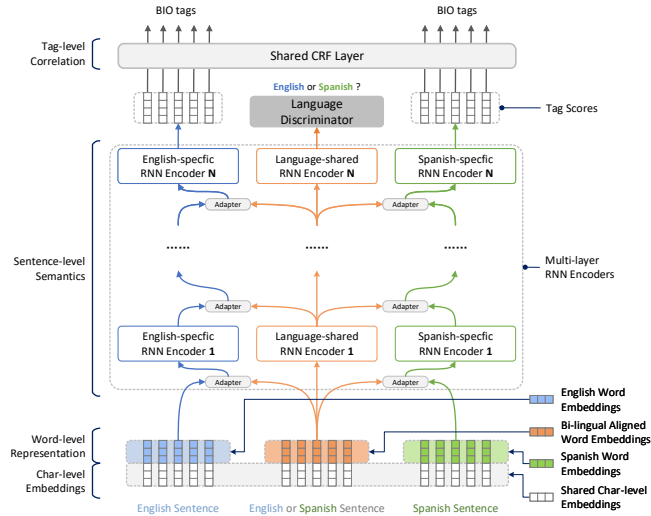 BIO tags
BIO tags
Tag-level
Correlation
Shared CRF Layer
English or Spanish ?
Language
Discriminator
Tag Scores
English-specfic
RNN Encoder N
Language-shared
RNN Encoder N
Spanish-specfic
RNN Encoder N
Adapter
Adapter
......
......
......
Sentence-level
Semantics
Multi-layer
RNN Encoders
Adapter
Adapter
English-specfic
RNN Encoder 1
Language-shared
RNN Encoder 1
Spanish-specfic
RNN Encoder 1
Adapter
Adapter
English Word
Embeddings
Word-level
Representation
Bi-lingual Aligned
Word Embeddings
Spanish Word
Embeddings
Char-level
Embeddings
Shared Char-level
Embeddings
English Sentence
English or Spanish Sentence
Spanish Sentence